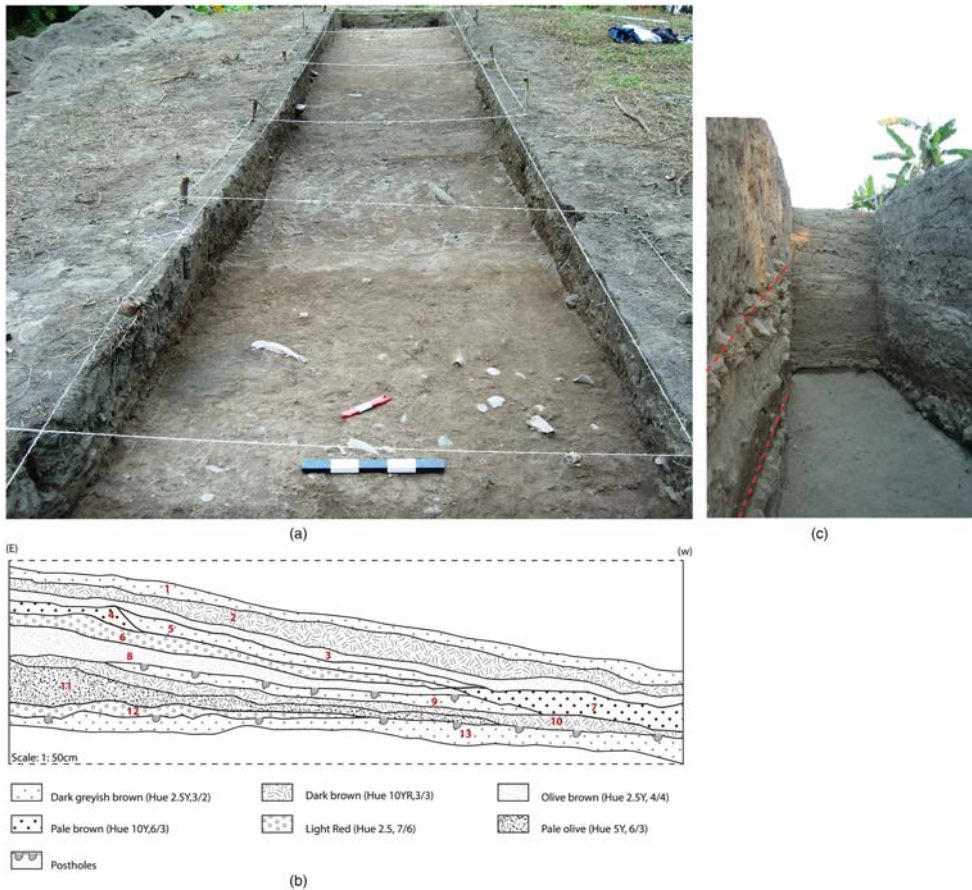 (a)
(c)
(E)
(w)
1
2
3
4
5
6
7
8
9
10
11
12
13
Scale: 1: 50cm
Dark greyish brown (Hue 2.5Y,3/2)
Dark brown (Hue 10YR,3/3)
Olive brown (Hue 2.5Y, 4/4)
Pale brown (Hue 10Y,6/3)
Light Red (Hue 2.5, 7/6)
Pale olive (Hue 5Y, 6/3)
Postholes
(b)